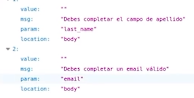 value: ""
msg: "Debes completar el campo de apellido"
param: "last_name"
location: "body"
2:
value: ""
msg: "Debes completar un email válido"
param: "email"
location: "body"